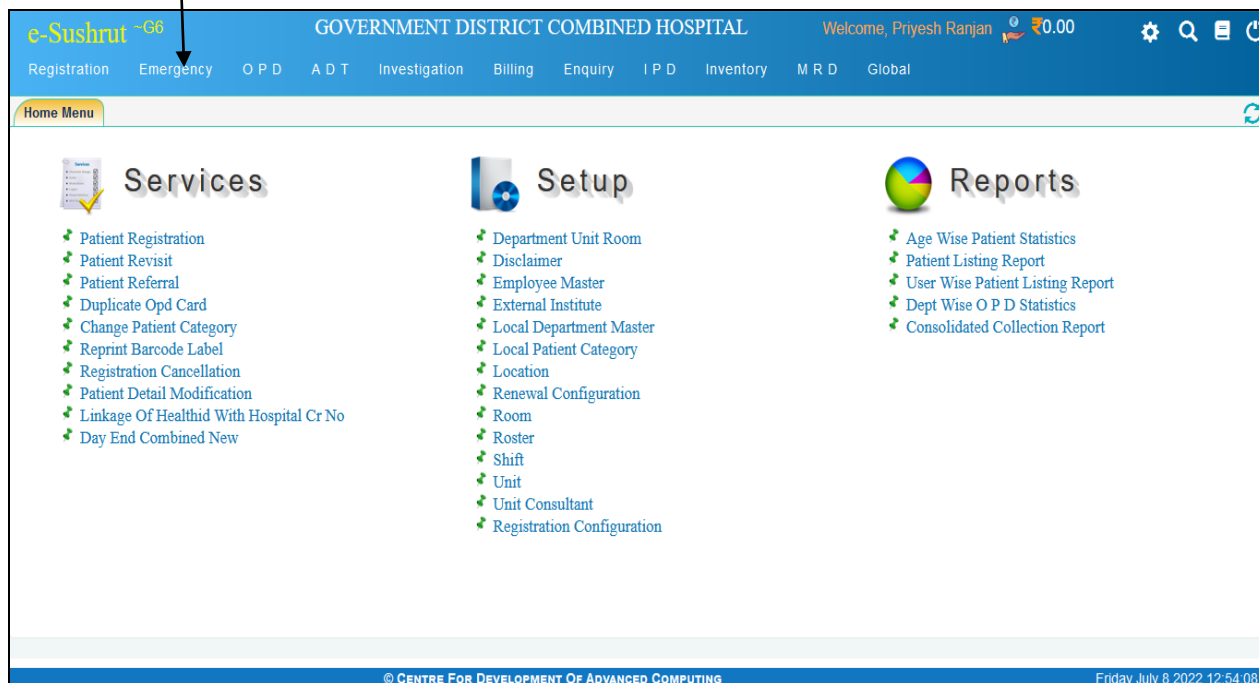 e-Sushrut ~G6 GOVERNMENT DISTRICT COMBINED HOSPITAL Welcome, Priyesh Ranjan ₹0.00
Registration Emergency O P D A D T Investigation Billing Enquiry I P D Inventory M R D Global
Home Menu
Services
Patient Registration
Patient Revisit
Patient Referral
Duplicate Opd Card
Change Patient Category
Reprint Barcode Label
Registration Cancellation
Patient Detail Modification
Linkage Of Healthid With Hospital Cr No
Day End Combined New
Setup
Department Unit Room
Disclaimer
Employee Master
External Institute
Local Department Master
Local Patient Category
Location
Renewal Configuration
Room
Roster
Shift
Unit
Unit Consultant
Registration Configuration
Reports
Age Wise Patient Statistics
Patient Listing Report
User Wise Patient Listing Report
Dept Wise O P D Statistics
Consolidated Collection Report
© CENTRE FOR DEVELOPMENT OF ADVANCED COMPUTING Friday July 8 2022 12:54:08